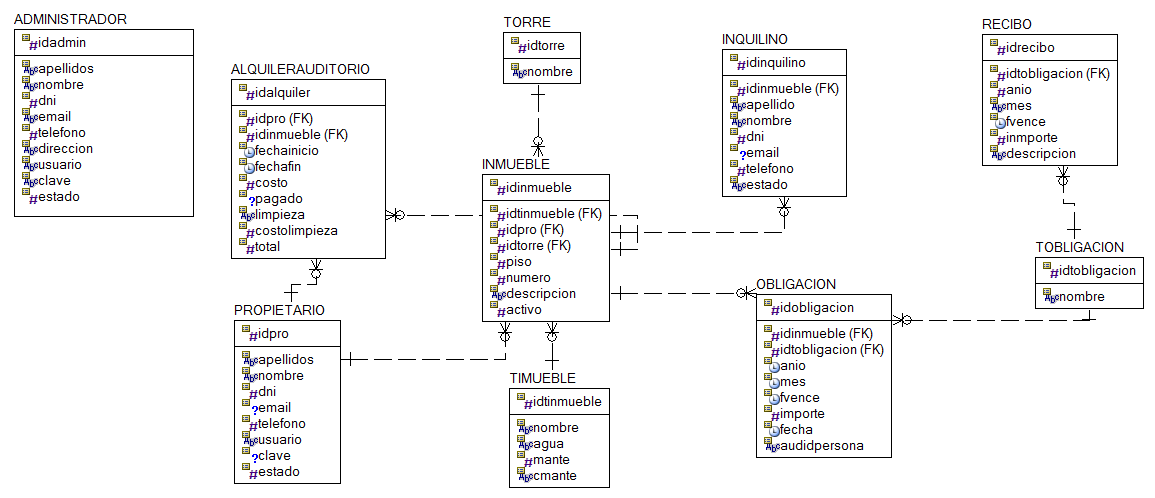 ADMINISTRADOR
idadmin
apellidos
nombre
dni
email
telefono
direccion
usuario
clave
estado
ALQUILERAUDITORIO
idalquiler
idpro (FK)
idinmueble (FK)
fechainicio
fechafin
costo
pagado
limpieza
costolimpieza
total
PROPIETARIO
idpro
apellidos
nombre
dni
email
telefono
usuario
clave
estado
TORRE
idtorre
nombre
INMUEBLE
idinmueble
idtinmueble (FK)
idpro (FK)
idtorre (FK)
piso
numero
descripcion
activo
TIMUEBLE
idtinmueble
nombre
agua
mante
cmante
INQUILINO
idinquilino
idinmueble (FK)
apellido
nombre
dni
email
telefono
estado
OBLIGACION
idobligacion
idinmueble (FK)
idtobligacion (FK)
anio
mes
fvence
importe
fecha
audidpersona
RECIBO
idrecibo
idtobligacion (FK)
anio
mes
fvence
inmporte
descripcion
TOBLIGACION
idtobligacion
nombre